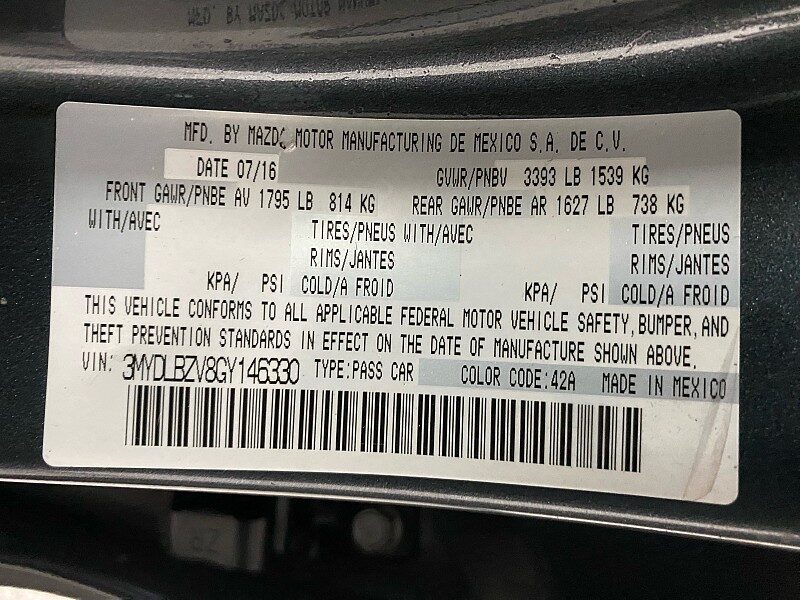 MFD. BY MAZDA MOTOR MANUFACTURING DE MEXICO S.A. DE C.V.
DATE 07/16 GVWR/PNBV 3393 LB 1539 KG
FRONT GAWR/PNBE AV 1795 LB 814 KG REAR GAWR/PNBE AR 1627 LB 738 KG
WITH/AVEC TIRES/PNEUS WITH/AVEC TIRES/PNEUS
RIMS/JANTES RIMS/JANTES
KPA/ PSI COLD/A FROID KPA/ PSI COLD/A FROID
THIS VEHICLE CONFORMS TO ALL APPLICABLE FEDERAL MOTOR VEHICLE SAFETY, BUMPER, AND
THEFT PREVENTION STANDARDS IN EFFECT ON THE DATE OF MANUFACTURE SHOWN ABOVE.
VIN: 3MYDLBZV8GY146330 TYPE:PASS CAR COLOR CODE:42A MADE IN MEXICO